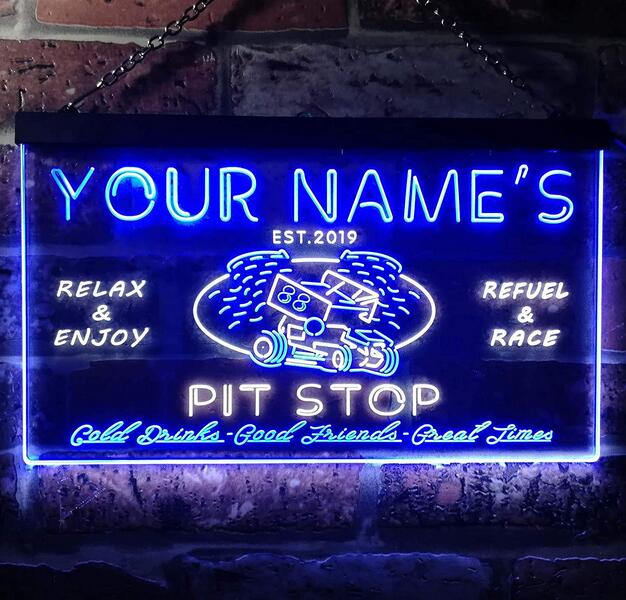 YOUR NAME'S
EST.2019
RELAX
&
ENJOY
88
REFUEL
&
RACE
PIT STOP
Cold Drinks-Good Friends-Great Times